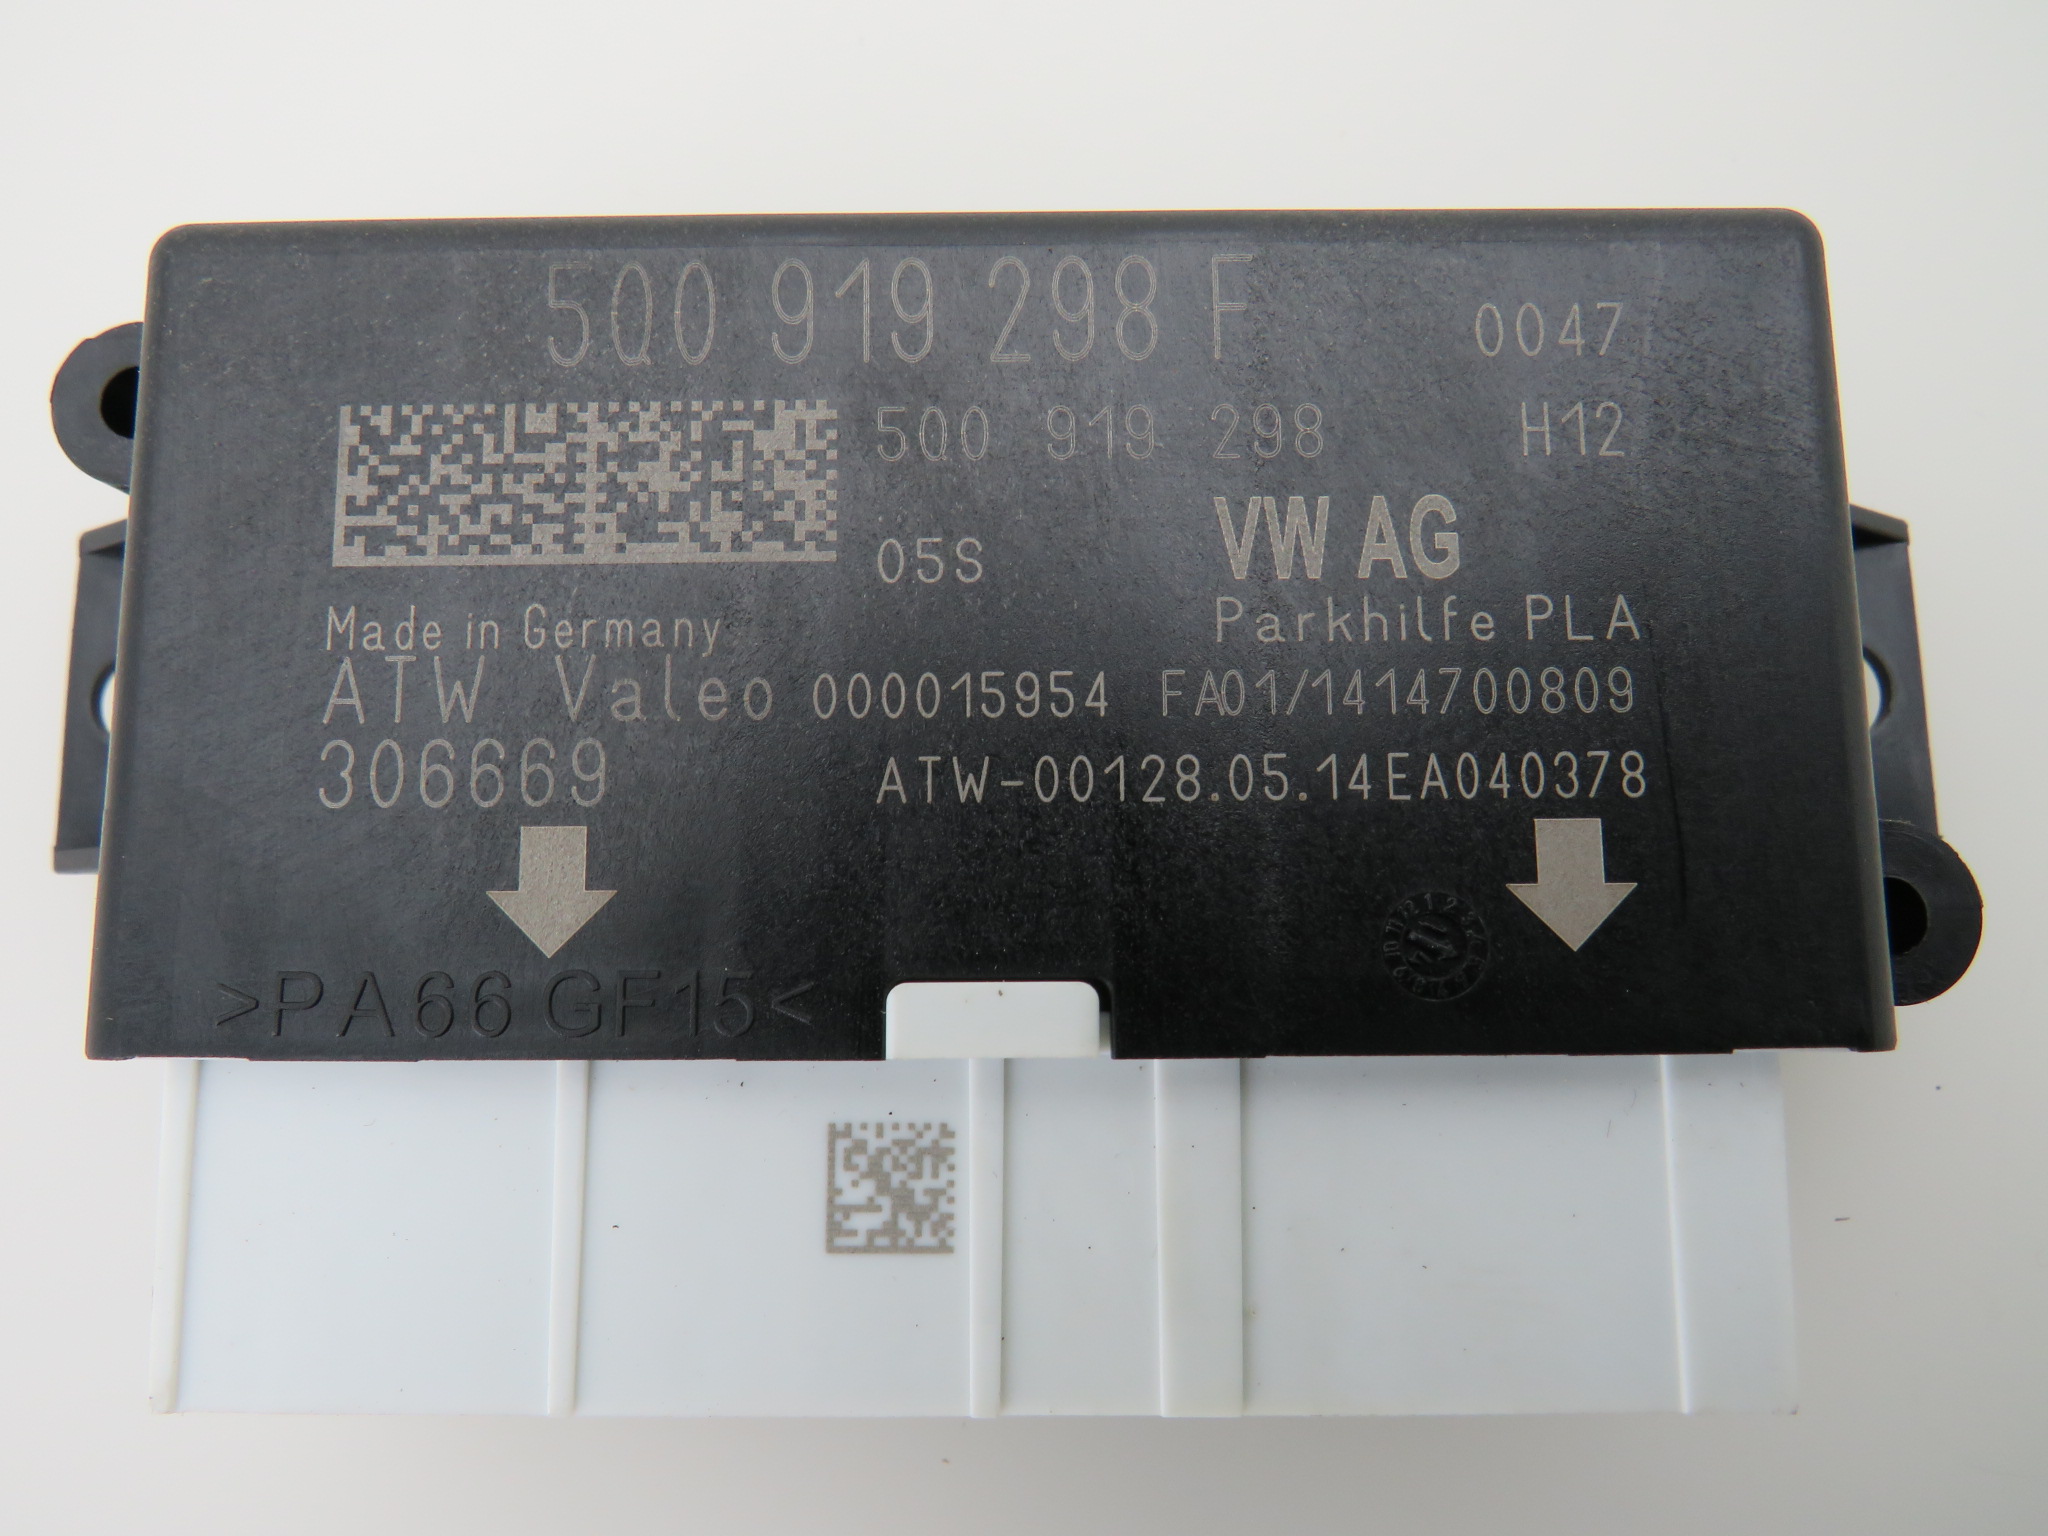 5Q0 919 298 F 0047
5Q0 919 298 H12
05S VW AG
Parkhilfe PLA
Made in Germany
ATW Valeo 000015954 FA01/1414700809
306669 ATW-00128.05.14EA040378
>PA66 GF15<